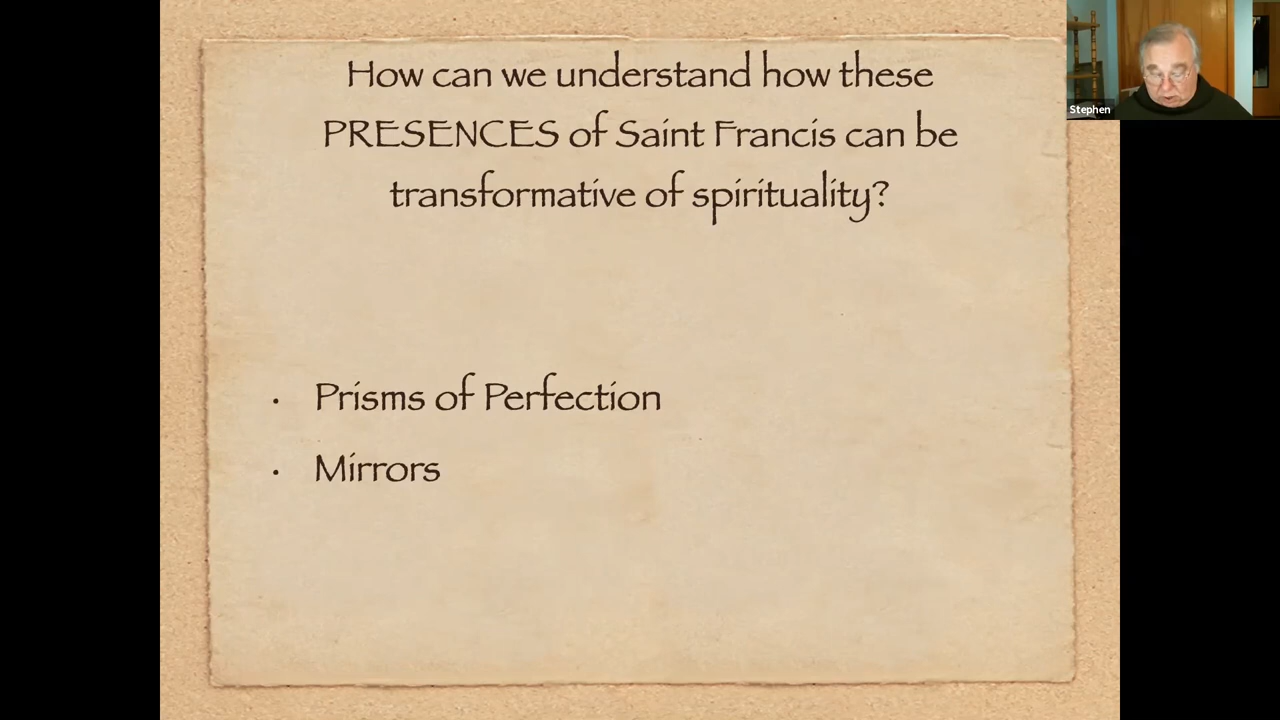 How can we understand how these
PRESENCES of Saint Francis can be
transformative of spirituality?
• Prisms of Perfection
• Mirrors
Stephen